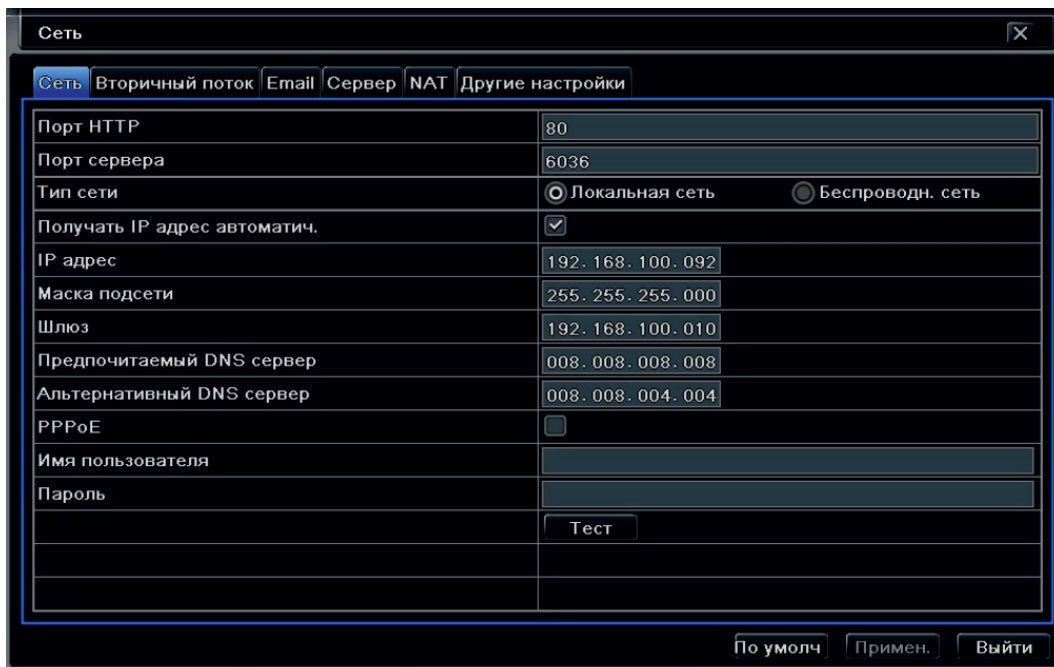 Сеть
Сеть Вторичный поток Email Сервер NAT Другие настройки
Порт HTTP 80
Порт сервера 6036
Тип сети Локальная сеть Беспроводн. сеть
Получать IP адрес автоматич.
IP адрес 192.168.100.092
Маска подсети 255.255.255.000
Шлюз 192.168.100.010
Предпочитаемый DNS сервер 008.008.008.008
Альтернативный DNS сервер 008.008.004.004
PPPoE
Имя пользователя
Пароль
Тест
По умолч Примен. Выйти